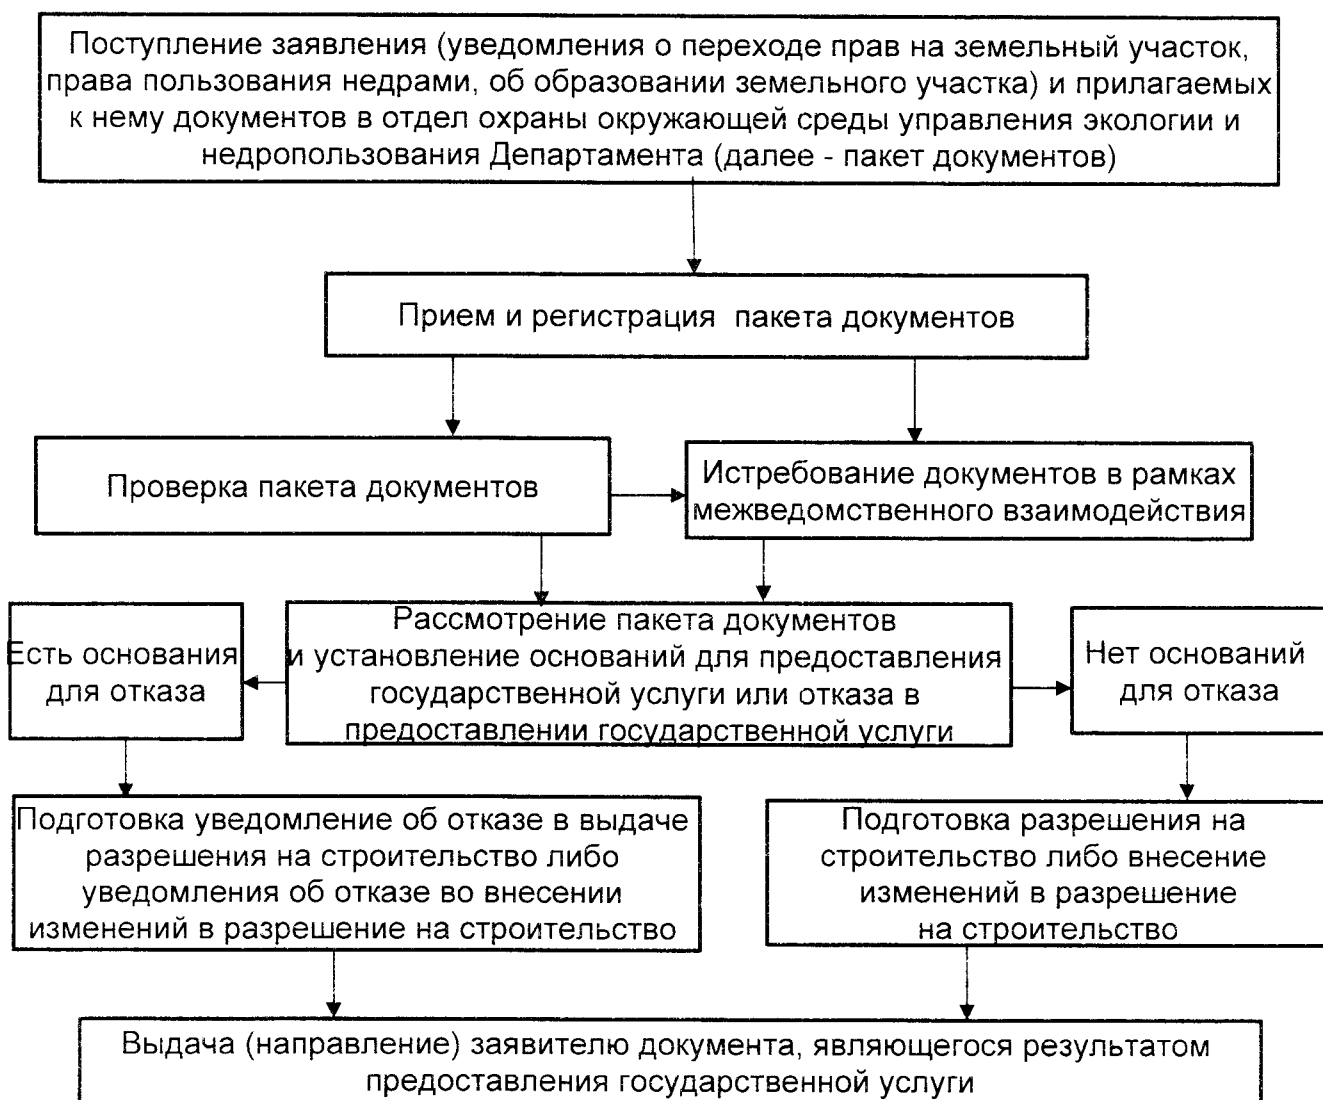 Поступление заявления (уведомления о переходе прав на земельный участок,
права пользования недрами, об образовании земельного участка) и прилагаемых
к нему документов в отдел охраны окружающей среды управления экологии и
недропользования Департамента (далее - пакет документов)
Прием и регистрация пакета документов
Проверка пакета документов
Истребование документов в рамках
межведомственного взаимодействия
Есть основания
для отказа
Рассмотрение пакета документов
и установление оснований для предоставления
государственной услуги или отказа в
предоставлении государственной услуги
Нет оснований
для отказа
Подготовка уведомление об отказе в выдаче
разрешения на строительство либо
уведомления об отказе во внесении
изменений в разрешение на строительство
Подготовка разрешения на
строительство либо внесение
изменений в разрешение
на строительство
Выдача (направление) заявителю документа, являющегося результатом
предоставления государственной услуги